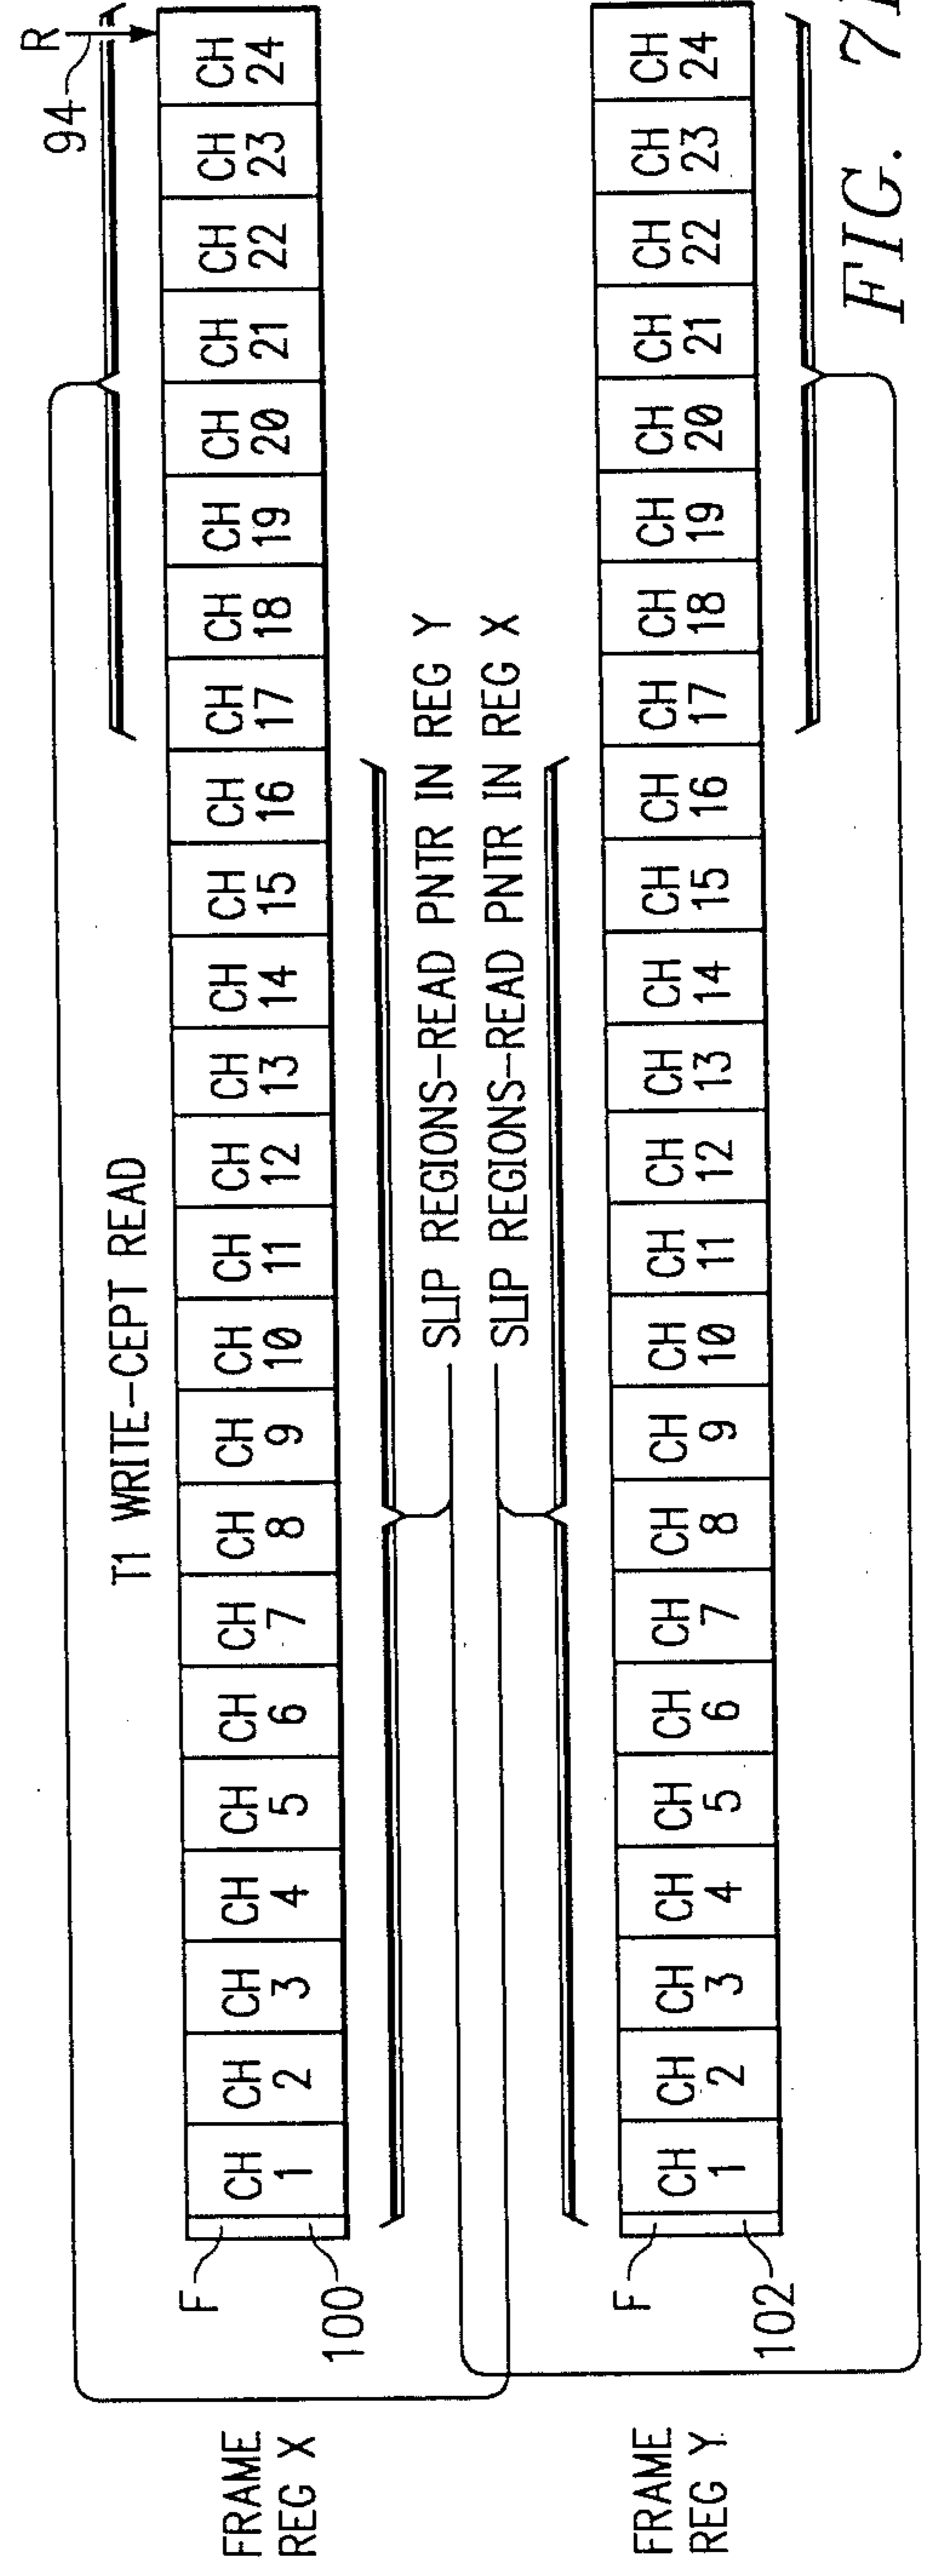 T1 WRITE-CEPT READ
94
R
FRAME
REG X
F
100
CH 1
CH 2
CH 3
CH 4
CH 5
CH 6
CH 7
CH 8
CH 9
CH 10
CH 11
CH 12
CH 13
CH 14
CH 15
CH 16
CH 17
CH 18
CH 19
CH 20
CH 21
CH 22
CH 23
CH 24
SLIP REGIONS-READ PNTR IN REG Y
SLIP REGIONS-READ PNTR IN REG X
FRAME
REG Y
F
102
CH 1
CH 2
CH 3
CH 4
CH 5
CH 6
CH 7
CH 8
CH 9
CH 10
CH 11
CH 12
CH 13
CH 14
CH 15
CH 16
CH 17
CH 18
CH 19
CH 20
CH 21
CH 22
CH 23
CH 24
FIG.